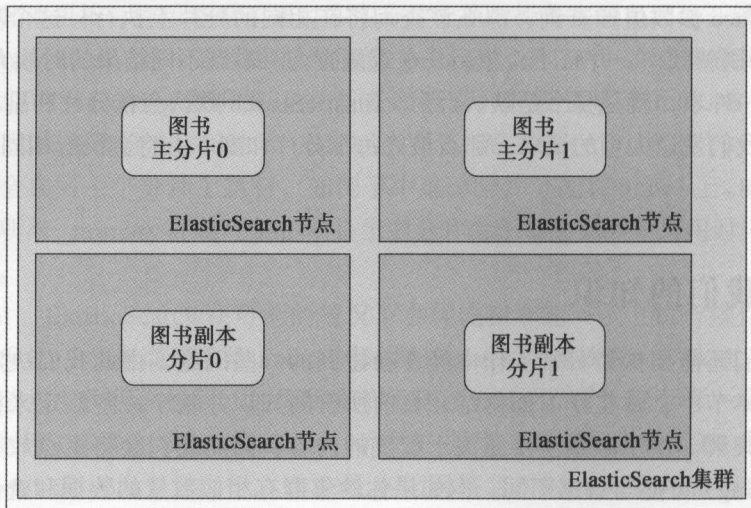 图书
主分片0
ElasticSearch节点
图书
主分片1
ElasticSearch节点
图书副本
分片0
ElasticSearch节点
图书副本
分片1
ElasticSearch节点
ElasticSearch集群